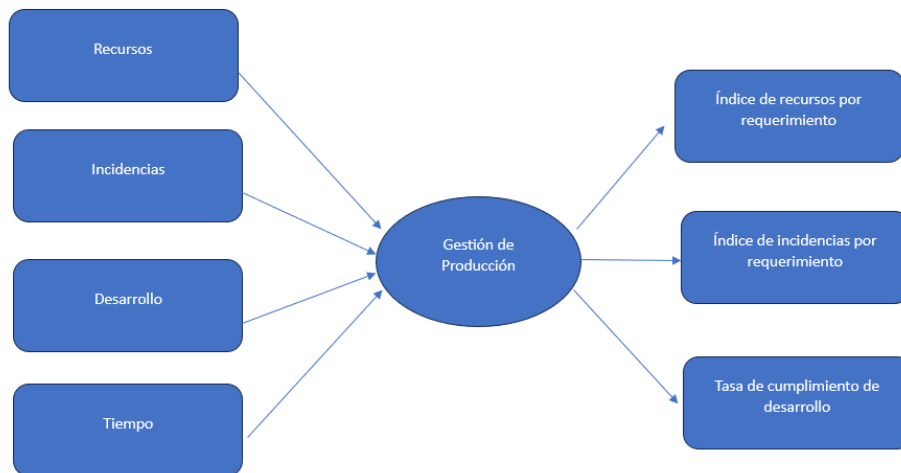 Recursos
Incidencias
Desarrollo
Tiempo
Gestión de
Producción
Índice de recursos por
requerimiento
Índice de incidencias por
requerimiento
Tasa de cumplimiento de
desarrollo